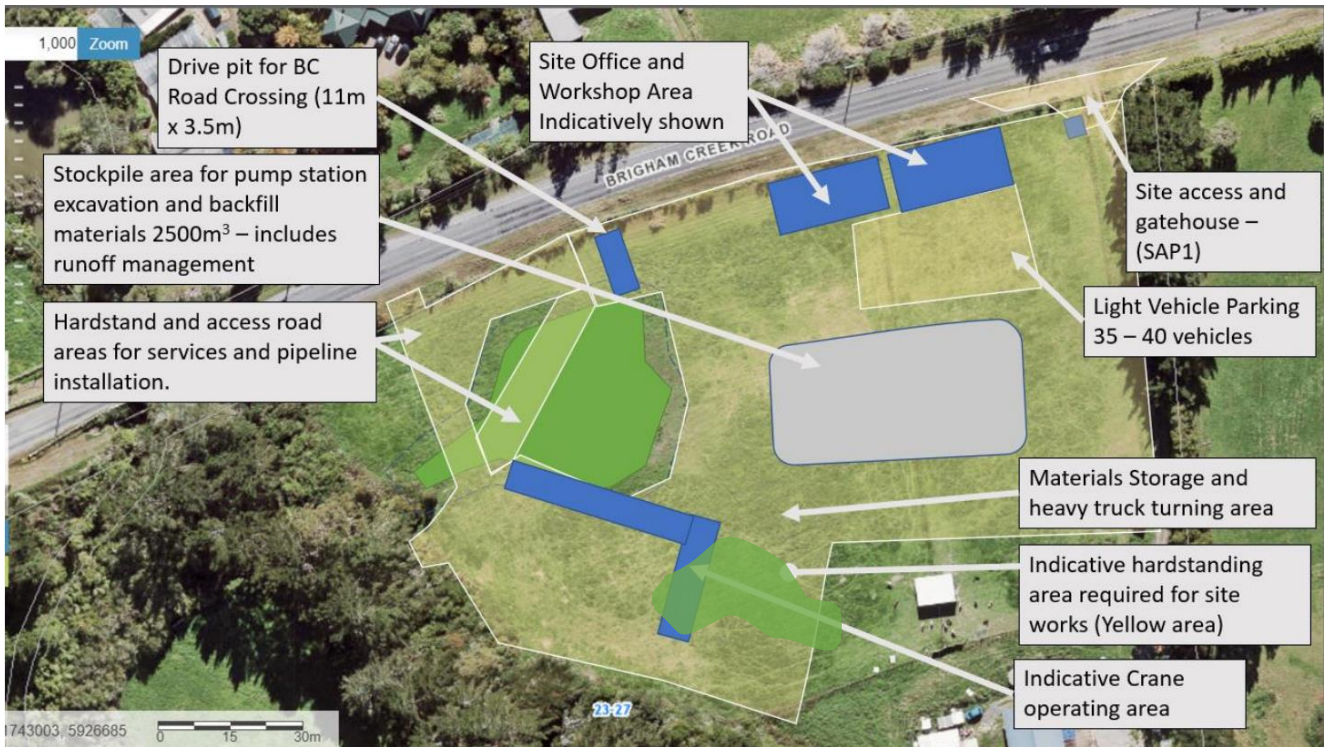 1,000 Zoom
Drive pit for BC
Road Crossing (11m
x 3.5m)
Site Office and
Workshop Area
Indicatively shown
BRIGHAM CREEK ROAD
Stockpile area for pump station
excavation and backfill
materials 2500m³ – includes
runoff management
Site access and
gatehouse –
(SAP1)
Hardstand and access road
areas for services and pipeline
installation.
Light Vehicle Parking
35 – 40 vehicles
Materials Storage and
heavy truck turning area
Indicative hardstanding
area required for site
works (Yellow area)
Indicative Crane
operating area
23-27
1743003, 5926685
0 15 30m